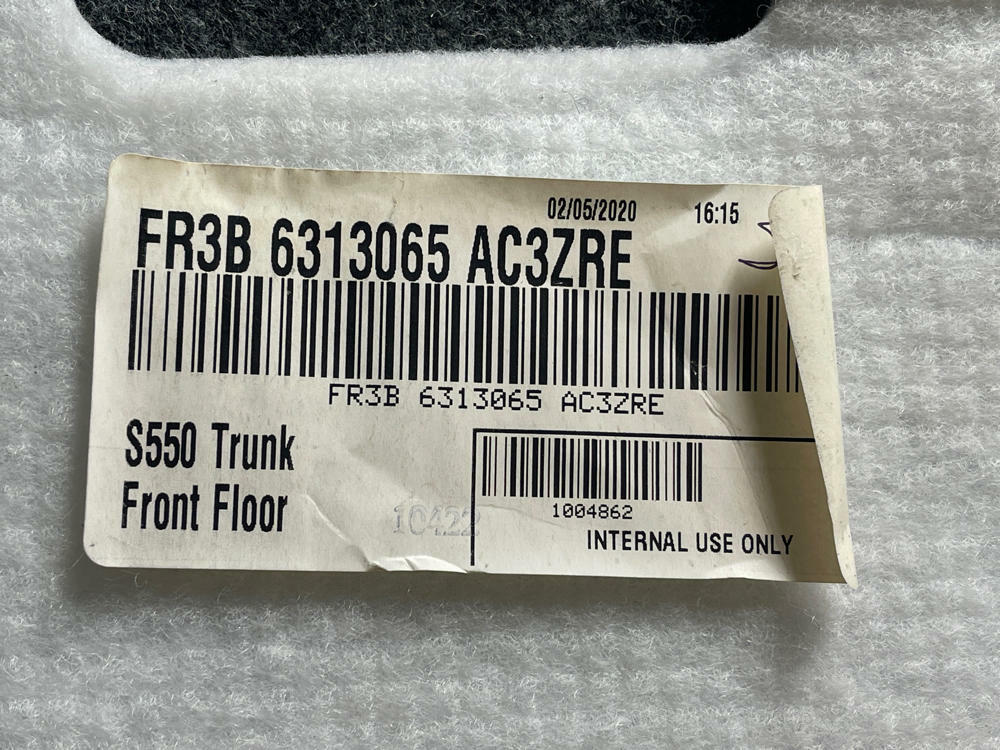 02/05/2020 16:15
FR3B 6313065 AC3ZRE
FR3B 6313065 AC3ZRE
S550 Trunk
Front Floor
1004862
10422
INTERNAL USE ONLY